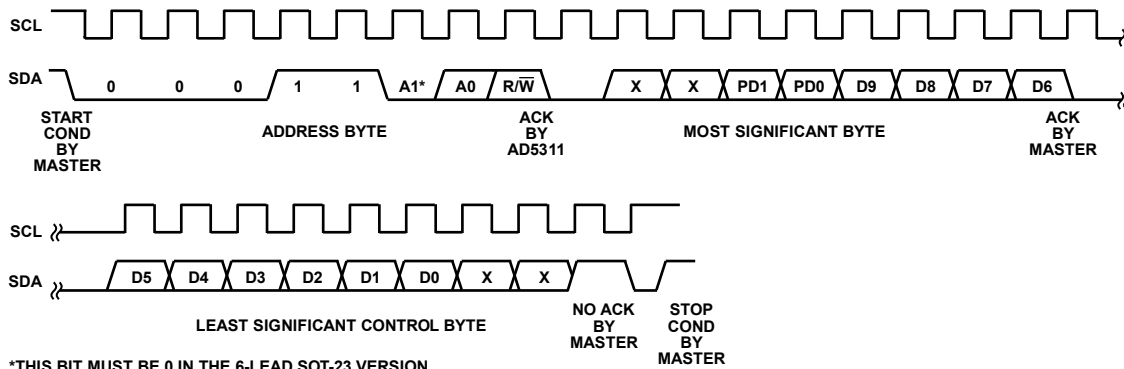 SCL
SDA 0 0 0 1 1 A1* A0 R/W X X PD1 PD0 D9 D8 D7 D6
START COND BY MASTER
ADDRESS BYTE
ACK BY AD5311
MOST SIGNIFICANT BYTE
ACK BY MASTER
SCL
SDA D5 D4 D3 D2 D1 D0 X X
LEAST SIGNIFICANT CONTROL BYTE
NO ACK BY MASTER
STOP COND BY MASTER
*THIS BIT MUST BE 0 IN THE 6-LEAD SOT-23 VERSION